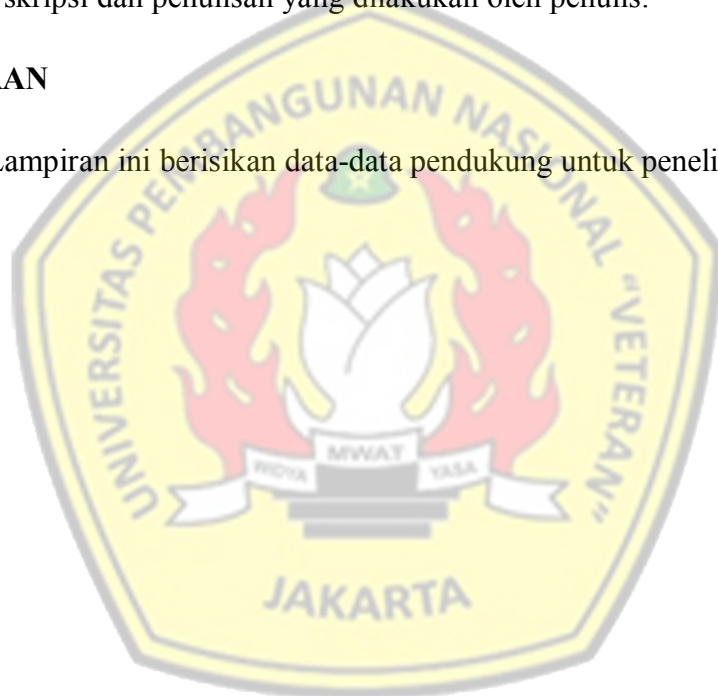 skripsi dan penulisan yang dilakukan oleh penulis.
AAN
Lampiran ini berisikan data-data pendukung untuk peneli
UNIVERSITAS PEMBANGUNAN NASIONAL "VETERAN"
WIDYA MWAT YASA
JAKARTA